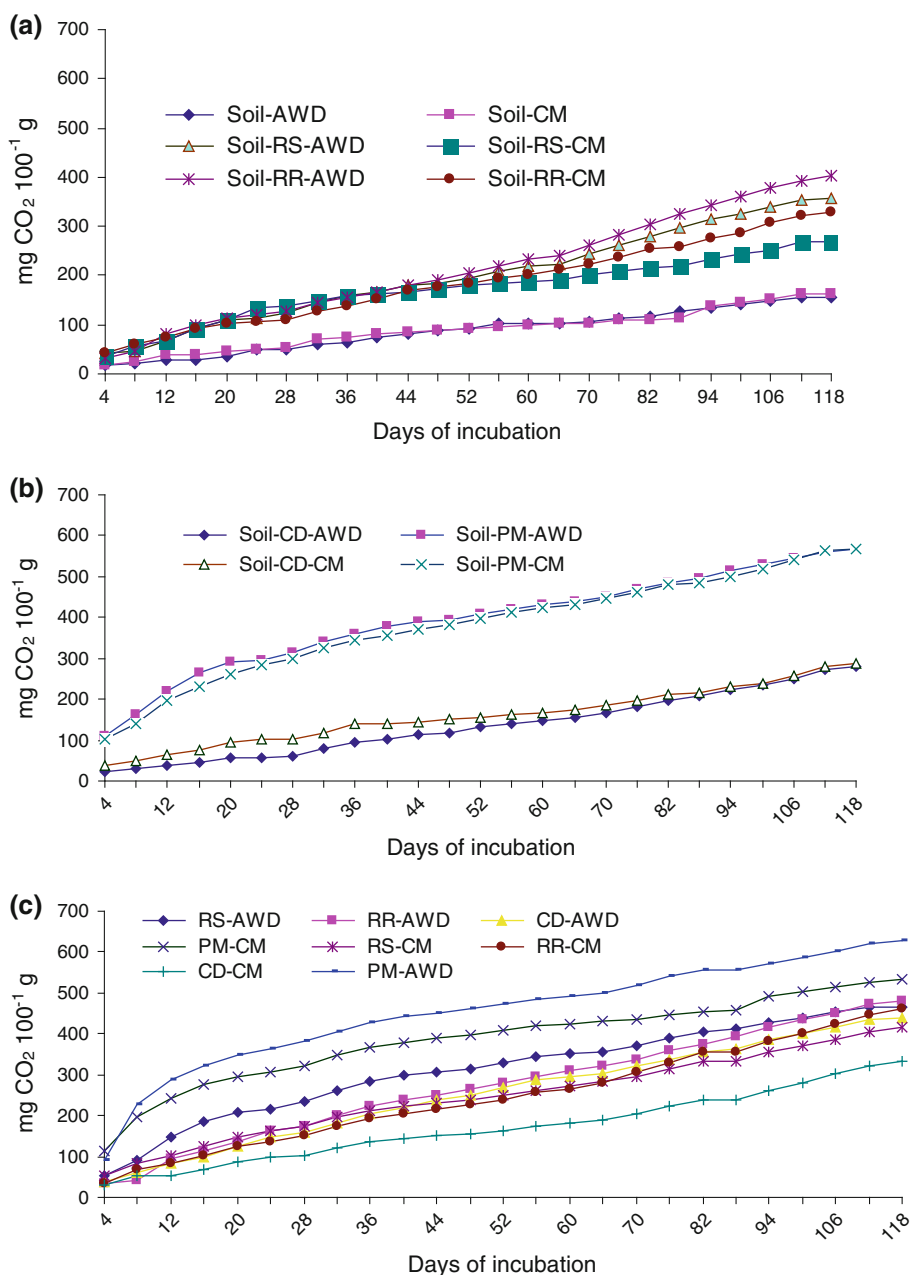 (a)
700
600
500
400
300
200
100
0
mg CO₂ 100⁻¹ g
Soil-AWD Soil-CM
Soil-RS-AWD Soil-RS-CM
Soil-RR-AWD Soil-RR-CM
4 12 20 28 36 44 52 60 70 82 94 106 118
Days of incubation
(b)
700
600
500
400
300
200
100
0
mg CO₂ 100⁻¹ g
Soil-CD-AWD Soil-PM-AWD
Soil-CD-CM Soil-PM-CM
4 12 20 28 36 44 52 60 70 82 94 106 118
Days of incubation
(c)
700
600
500
400
300
200
100
0
mg CO₂ 100⁻¹ g
RS-AWD RR-AWD CD-AWD
PM-CM RS-CM RR-CM
CD-CM PM-AWD
4 12 20 28 36 44 52 60 70 82 94 106 118
Days of incubation